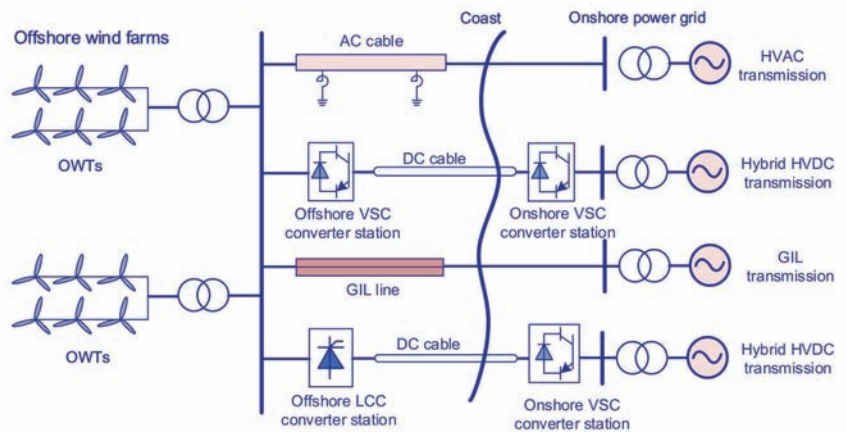 Offshore wind farms
OWTs
OWTs
Coast
Onshore power grid
AC cable
HVAC
transmission
DC cable
Offshore VSC
converter station
Onshore VSC
converter station
Hybrid HVDC
transmission
GIL line
GIL
transmission
DC cable
Offshore LCC
converter station
Onshore VSC
converter station
Hybrid HVDC
transmission